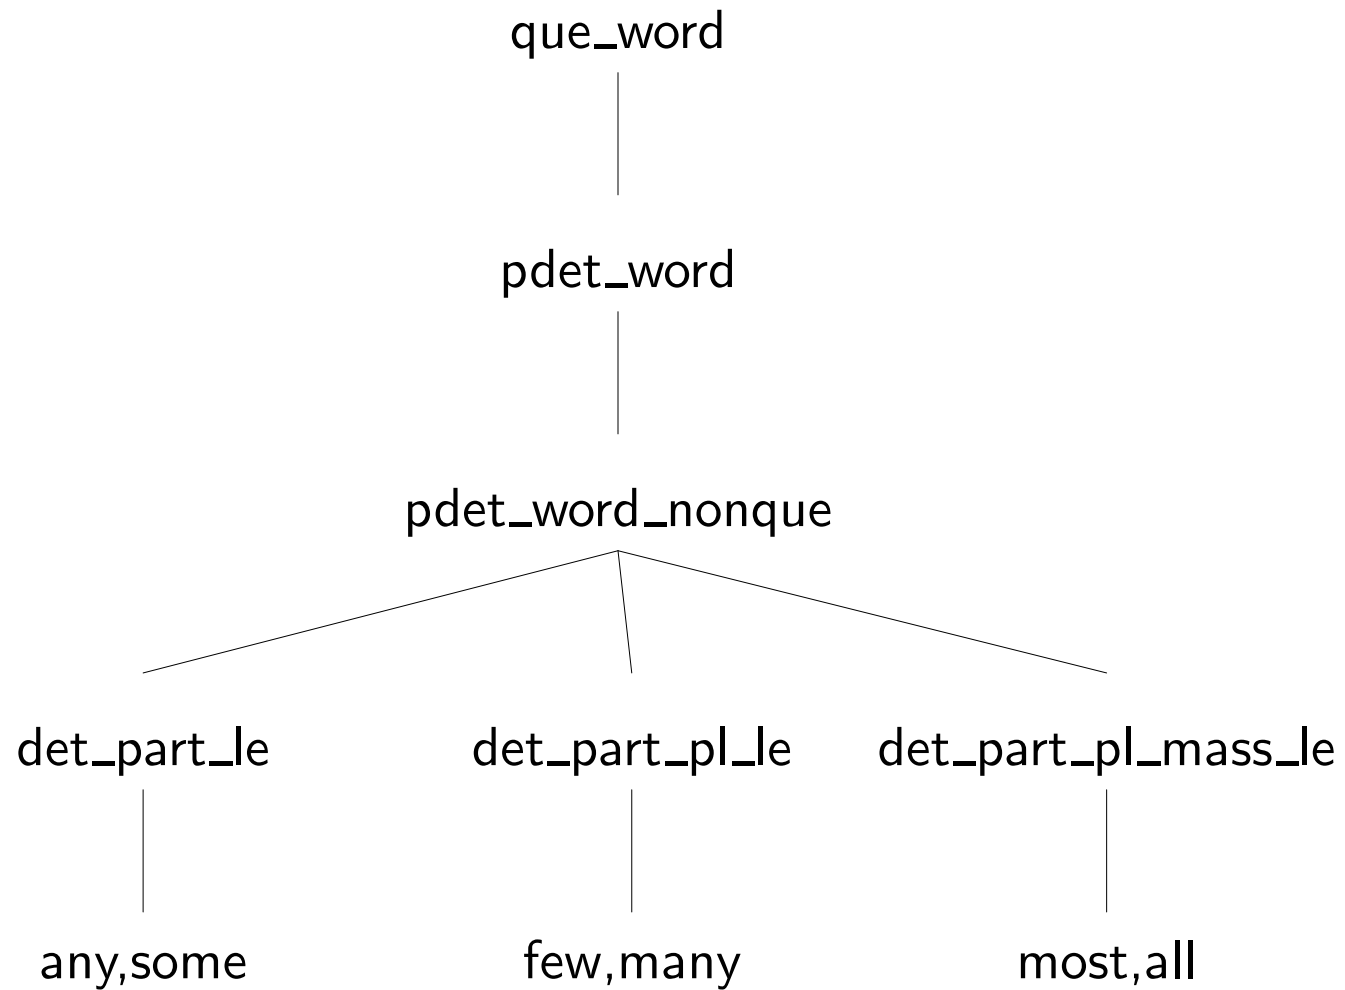 que_word
pdet_word
pdet_word_nonque
det_part_le det_part_pl_le det_part_pl_mass_le
any,some few,many most,all